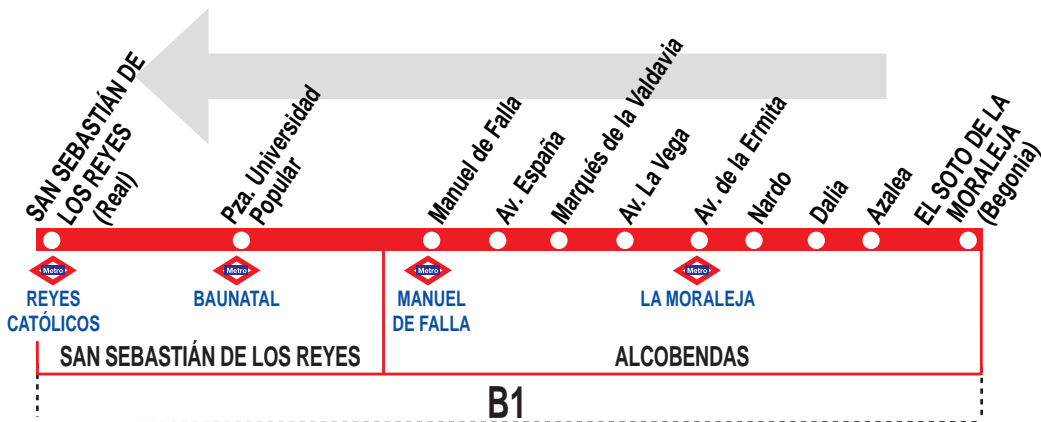 SAN SEBASTIÁN DE
LOS REYES
(Real)
Pza. Universidad
Popular
Manuel de Falla
Av. España
Marqués de la Valdavia
Av. La Vega
Av. de la Ermita
Nardo
Dalia
Azalea
EL SOTO DE LA
MORALEJA
(Begonia)
Metro
Metro
Metro
Metro
REYES
CATÓLICOS
BAUNATAL
MANUEL
DE FALLA
LA MORALEJA
SAN SEBASTIÁN DE LOS REYES
ALCOBENDAS
B1